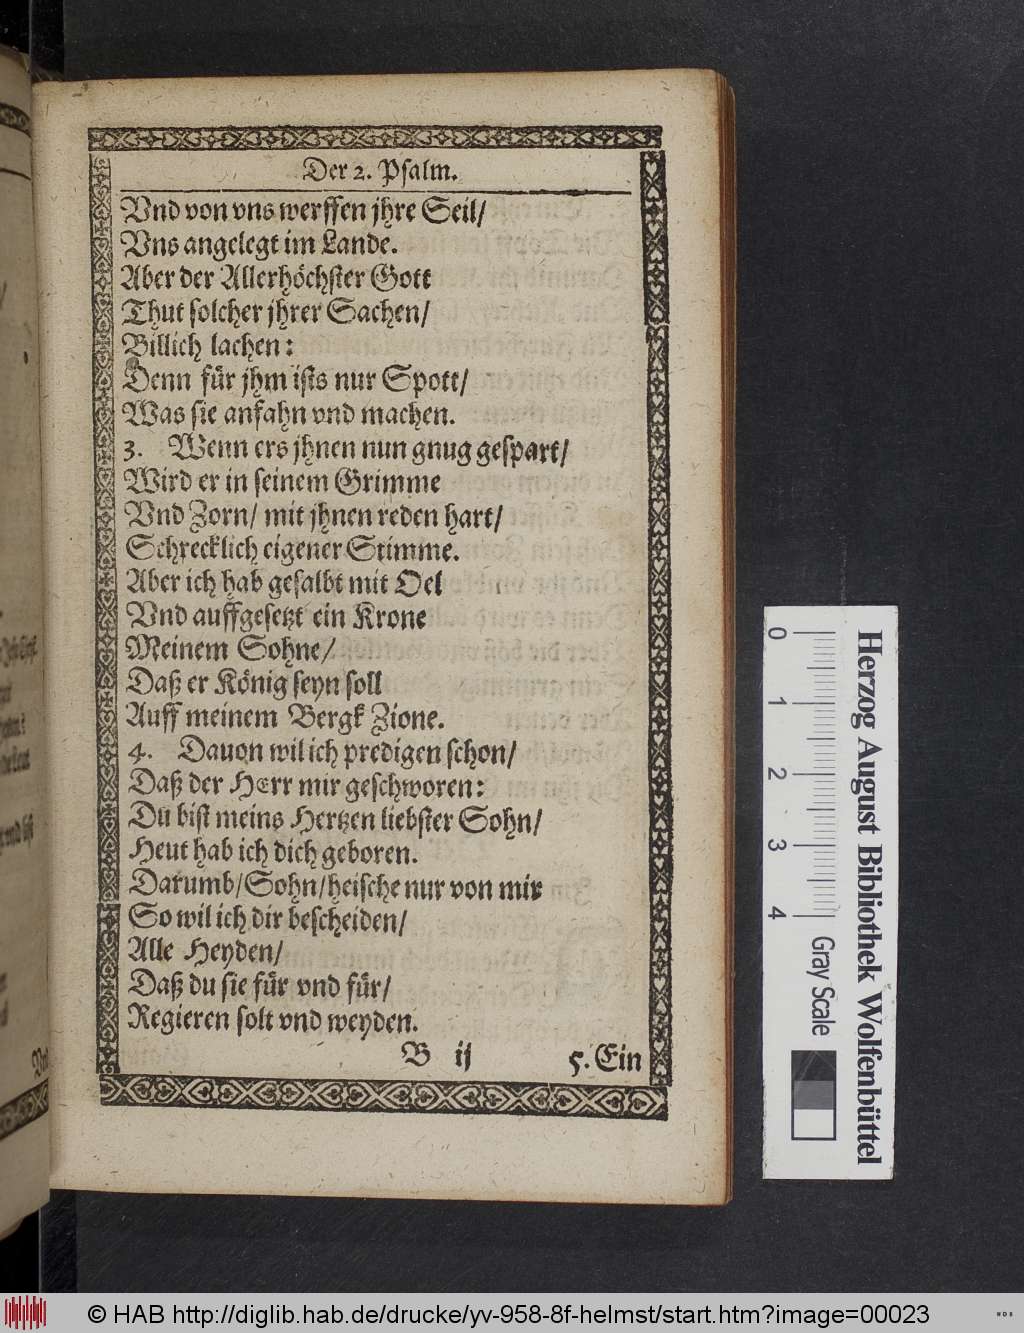 Der 2. Psalm.
Vnd von vns werffen jhre Seil/
Vns angelegt im Lande.
Aber der Allerhöchster Gott
Thut solcher jhrer Sachen/
Billich lachen:
Denn für jhm ists nur Spott/
Was sie anfahn vnd machen.
3. Wenn ers jhnen nun gnug gespart/
Wird er in seinem Grimme
Vnd Zorn/ mit jhnen reden hart/
Schrecklich eigener Stimme.
Aber ich hab gesalbt mit Oel
Vnd auffgesetzt ein Krone
Meinem Sohne/
Daß er König seyn soll
Auff meinem Bergk Zione.
4. Dauon wil ich predigen schon/
Daß der HErr mir geschworen:
Du bist meins Hertzen liebster Sohn/
Heut hab ich dich geboren.
Darumb/Sohn/heische nur von mir
So wil ich dir bescheiden/
Alle Heyden/
Daß du sie für vnd für/
Regieren solt vnd weyden.
B ij
5. Ein
Herzog August Bibliothek Wolfenbüttel
0 1 2 3 4 Gray Scale
© HAB http://diglib.hab.de/drucke/yv-958-8f-helmst/start.htm?image=00023